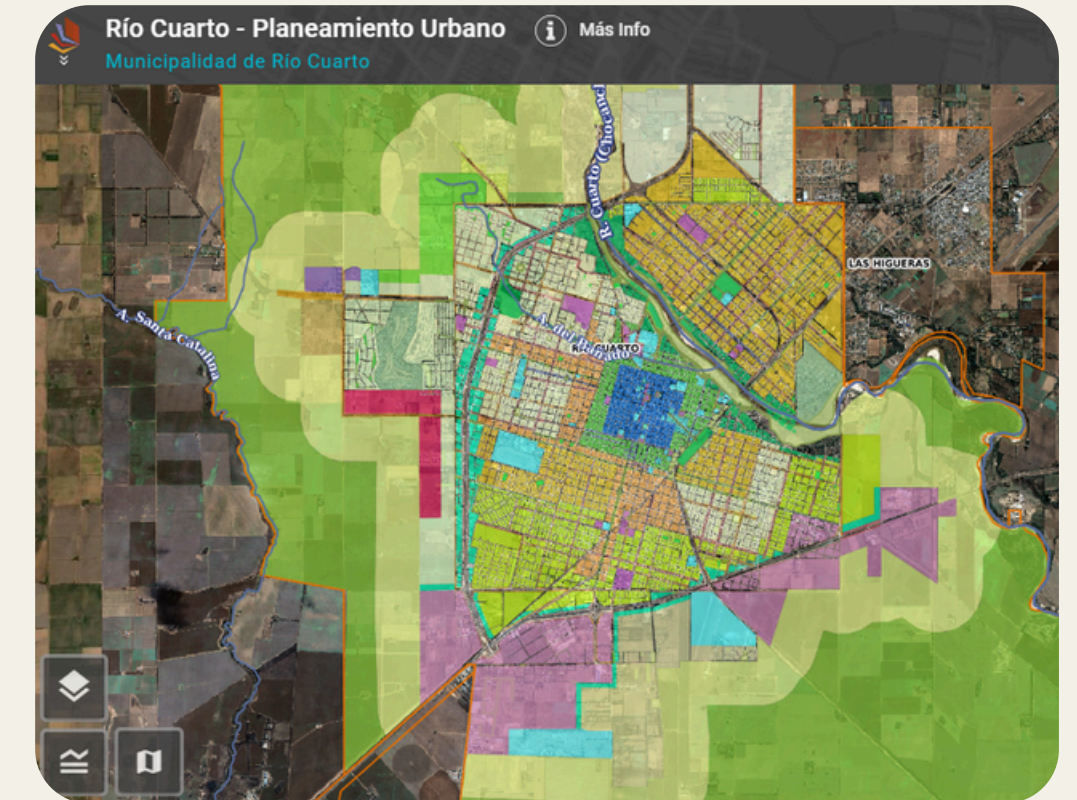 Río Cuarto - Planeamiento Urbano
Más Info
Municipalidad de Río Cuarto
R. Cuarto (Chocancharava)
LAS HIGUERAS
A. Santa Catalina
A. del Bañado
RÍO CUARTO